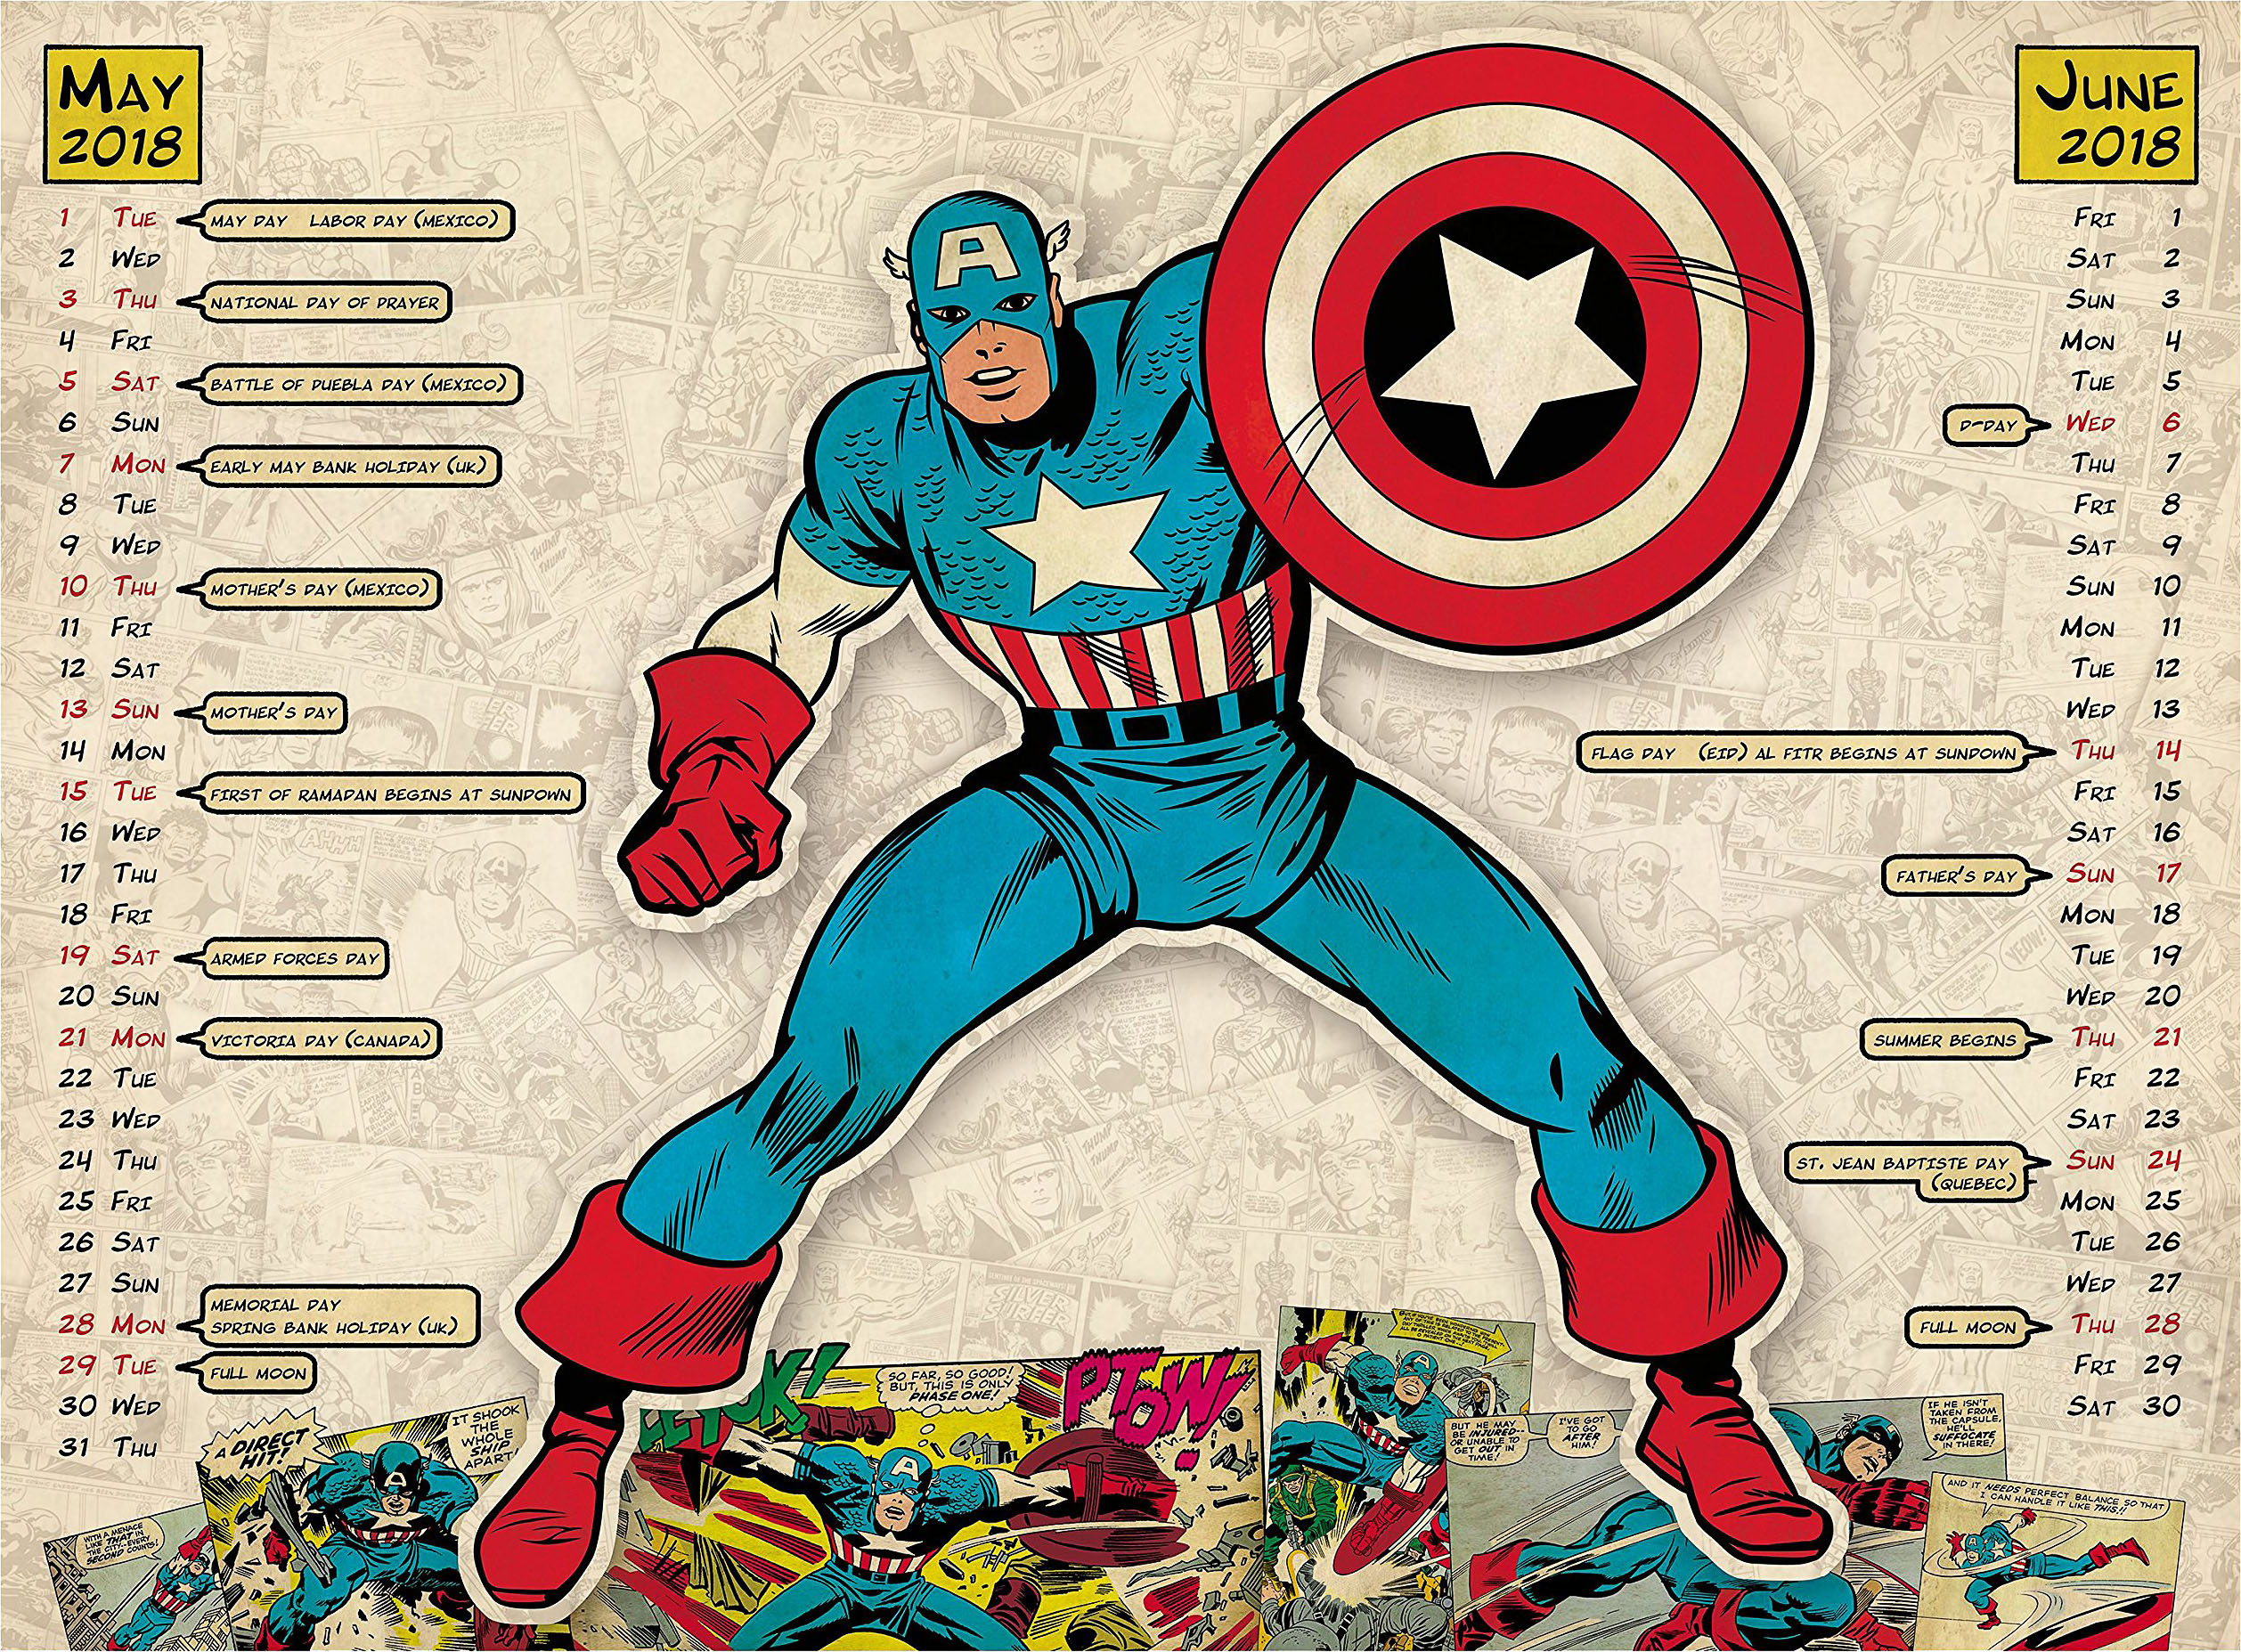 MAY
2018
1 TUE MAY DAY LABOR DAY (MEXICO)
2 WED
3 THU NATIONAL DAY OF PRAYER
4 FRI
5 SAT BATTLE OF PUEBLA DAY (MEXICO)
6 SUN
7 MON EARLY MAY BANK HOLIDAY (UK)
8 TUE
9 WED
10 THU MOTHER'S DAY (MEXICO)
11 FRI
12 SAT
13 SUN MOTHER'S DAY
14 MON
15 TUE FIRST OF RAMADAN BEGINS AT SUNDOWN
16 WED
17 THU
18 FRI
19 SAT ARMED FORCES DAY
20 SUN
21 MON VICTORIA DAY (CANADA)
22 TUE
23 WED
24 THU
25 FRI
26 SAT
27 SUN
MEMORIAL DAY
28 MON SPRING BANK HOLIDAY (UK)
29 TUE FULL MOON
30 WED
31 THU
A
JUNE
2018
FRI 1
SAT 2
SUN 3
MON 4
TUE 5
D-DAY WED 6
THU 7
FRI 8
SAT 9
SUN 10
MON 11
TUE 12
WED 13
FLAG DAY (EID) AL FITR BEGINS AT SUNDOWN THU 14
FRI 15
SAT 16
FATHER'S DAY SUN 17
MON 18
TUE 19
WED 20
SUMMER BEGINS THU 21
FRI 22
SAT 23
ST. JEAN BAPTISTE DAY SUN 24
(QUEBEC)
MON 25
TUE 26
WED 27
FULL MOON THU 28
FRI 29
SAT 30
WITH A MENACE
LIKE THAT IN
THE CITY--EVERY
SECOND COUNTS!
A DIRECT
HIT!
IT SHOOK
THE
WHOLE
SHIP
APART!
SO FAR, SO GOOD!
BUT, THIS IS ONLY
PHASE ONE!
PTOW!
BUT HE MAY
BE INJURED--
OR UNABLE TO
GET OUT IN
TIME!
I'VE GOT
TO GO
AFTER
HIM!
IF HE ISN'T
TAKEN FROM
THE CAPSULE,
HE'LL
SUFFOCATE
IN THERE!
AND IT NEEDS PERFECT BALANCE SO THAT
I CAN HANDLE IT LIKE THIS!!